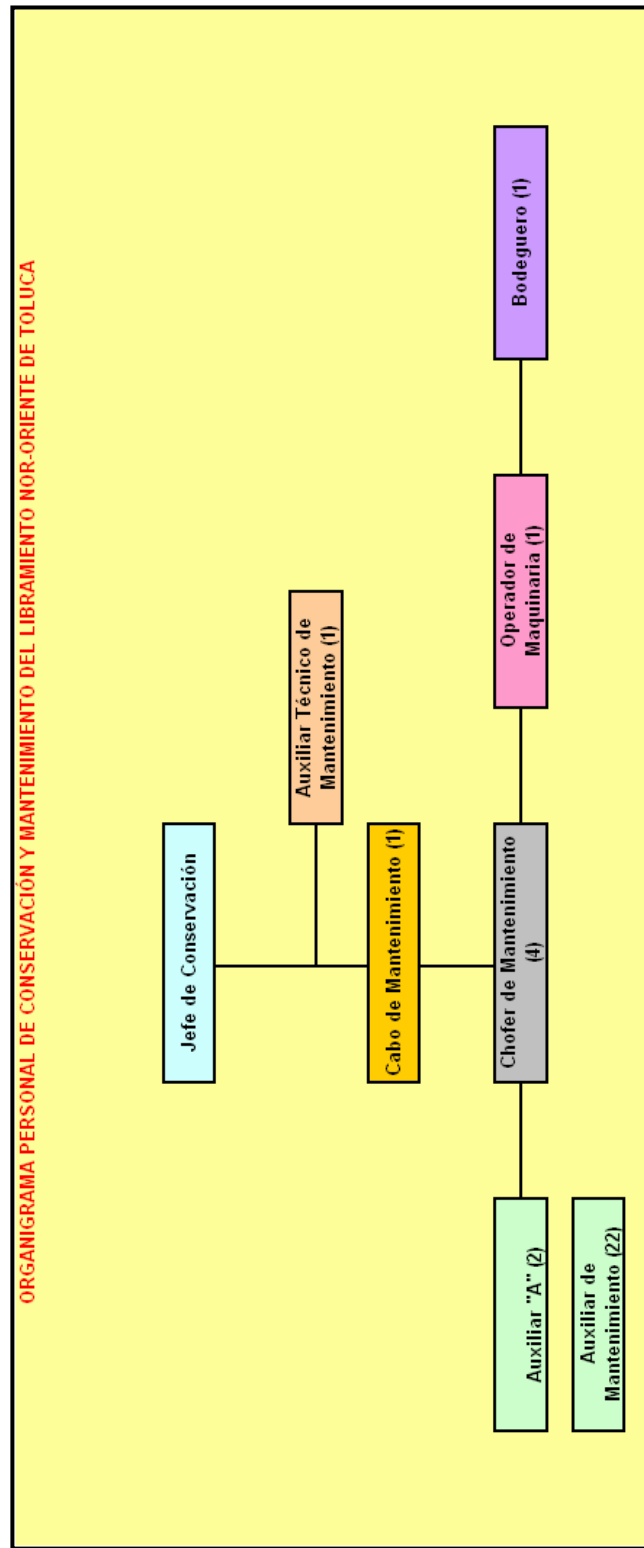 ORGANIGRAMA PERSONAL DE CONSERVACIÓN Y MANTENIMIENTO DEL LIBRAMIENTO NOR-ORIENTE DE TOLUCA
Jefe de Conservación
Auxiliar Técnico de
Mantenimiento (1)
Cabo de Mantenimiento (1)
Auxiliar "A" (2)
Chofer de Mantenimiento
(4)
Operador de
Maquinaria (1)
Bodeguero (1)
Auxiliar de
Mantenimiento (22)